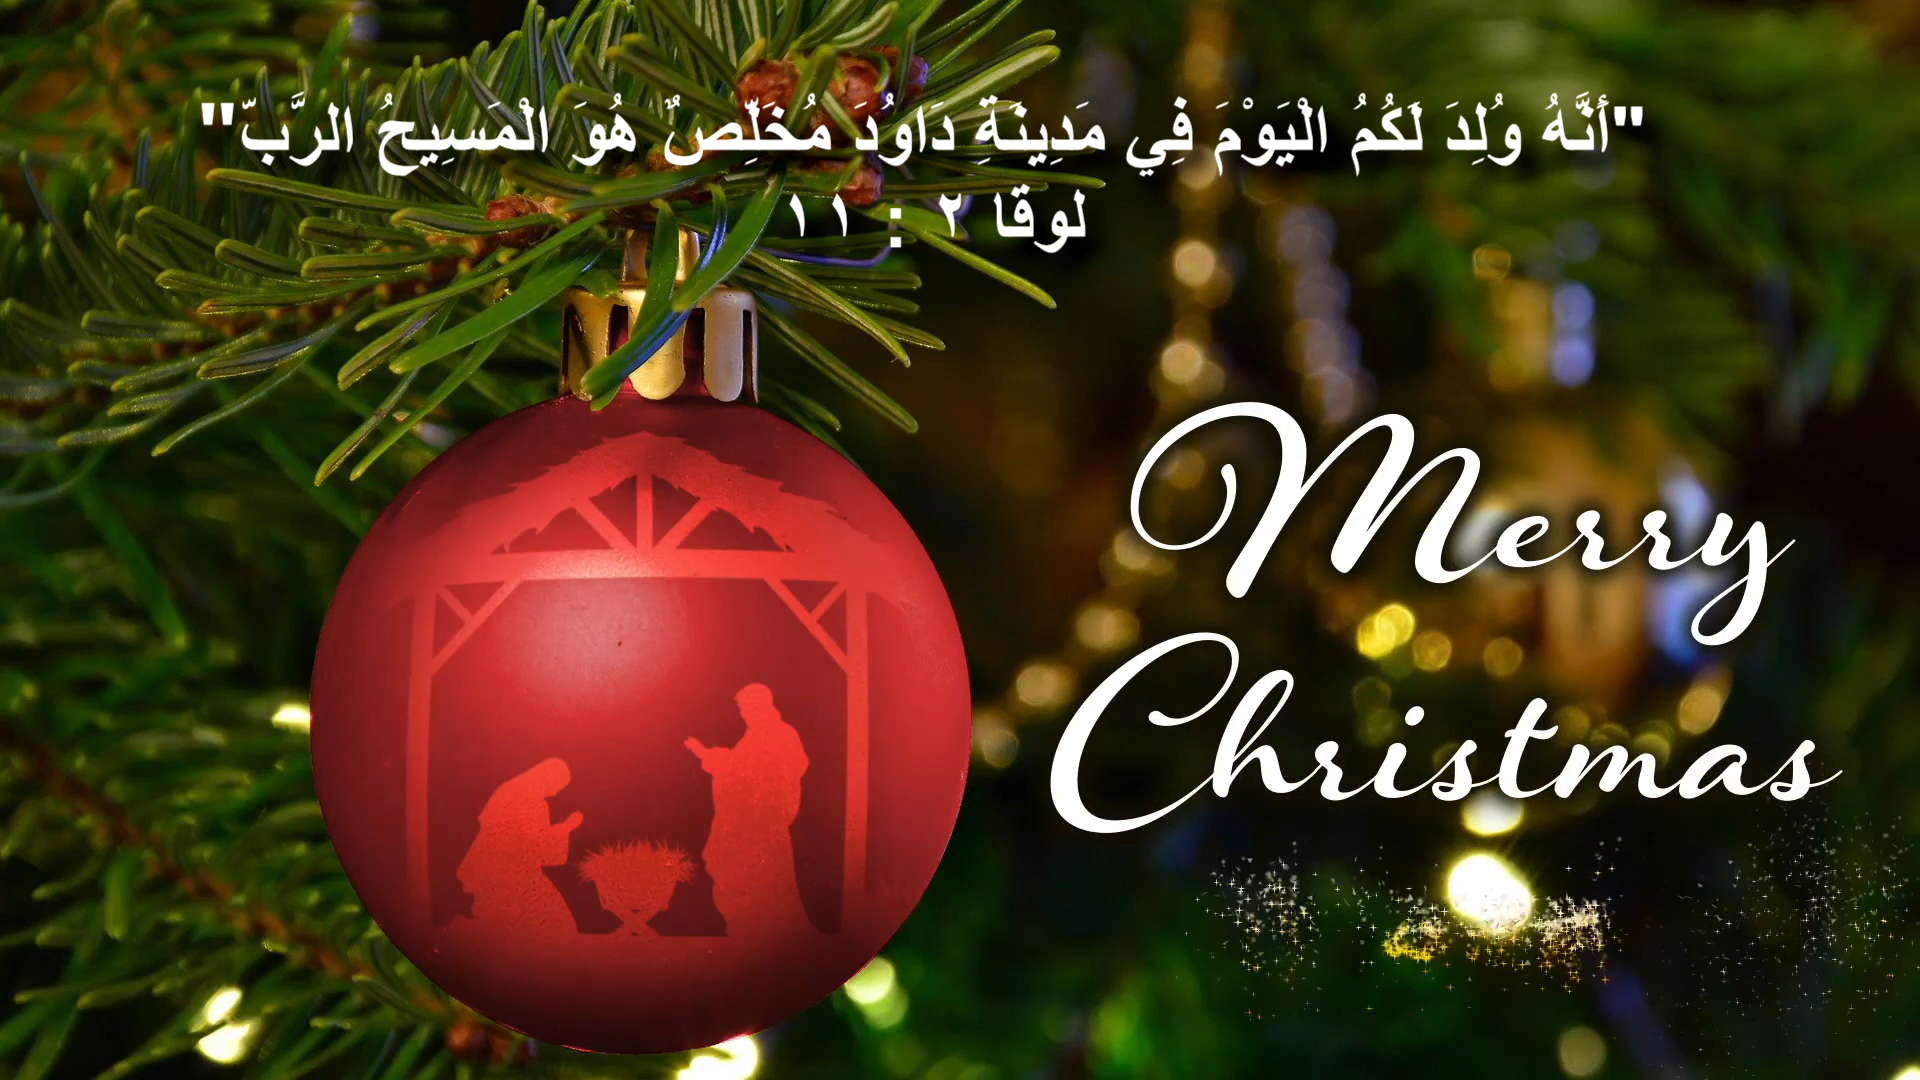 "أَنَّهُ وُلِدَ لَكُمُ الْيَوْمَ فِي مَدِينَةِ دَاوُدَ مُخَلِّصٌ هُوَ الْمَسِيحُ الرَّبّ"
لوقا ٢ : ١١
Merry
Christmas